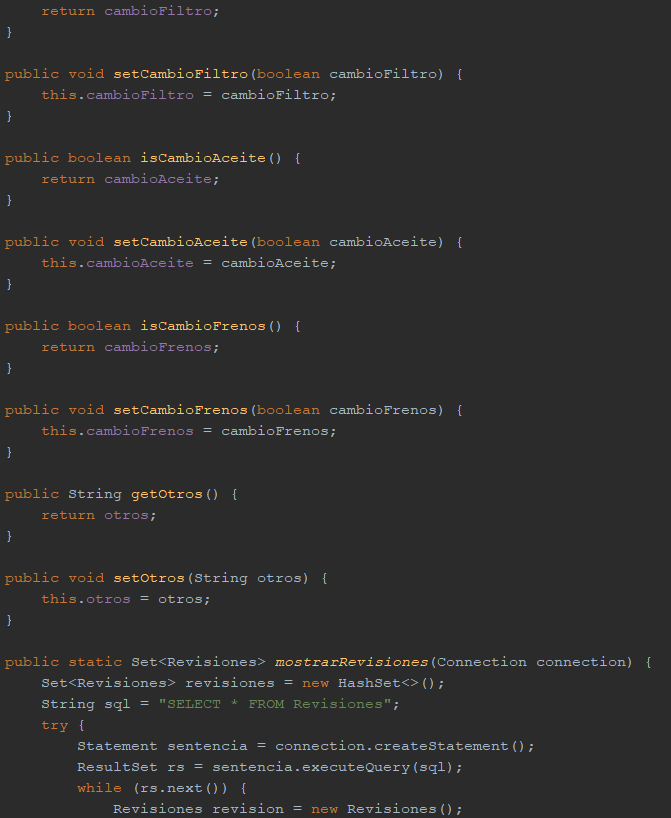 return cambioFiltro;
}

public void setCambioFiltro(boolean cambioFiltro) {
    this.cambioFiltro = cambioFiltro;
}

public boolean isCambioAceite() {
    return cambioAceite;
}

public void setCambioAceite(boolean cambioAceite) {
    this.cambioAceite = cambioAceite;
}

public boolean isCambioFrenos() {
    return cambioFrenos;
}

public void setCambioFrenos(boolean cambioFrenos) {
    this.cambioFrenos = cambioFrenos;
}

public String getOtros() {
    return otros;
}

public void setOtros(String otros) {
    this.otros = otros;
}

public static Set<Revisiones> mostrarRevisiones(Connection connection) {
    Set<Revisiones> revisiones = new HashSet<>();
    String sql = "SELECT * FROM Revisiones";
    try {
        Statement sentencia = connection.createStatement();
        ResultSet rs = sentencia.executeQuery(sql);
        while (rs.next()) {
            Revisiones revision = new Revisiones();